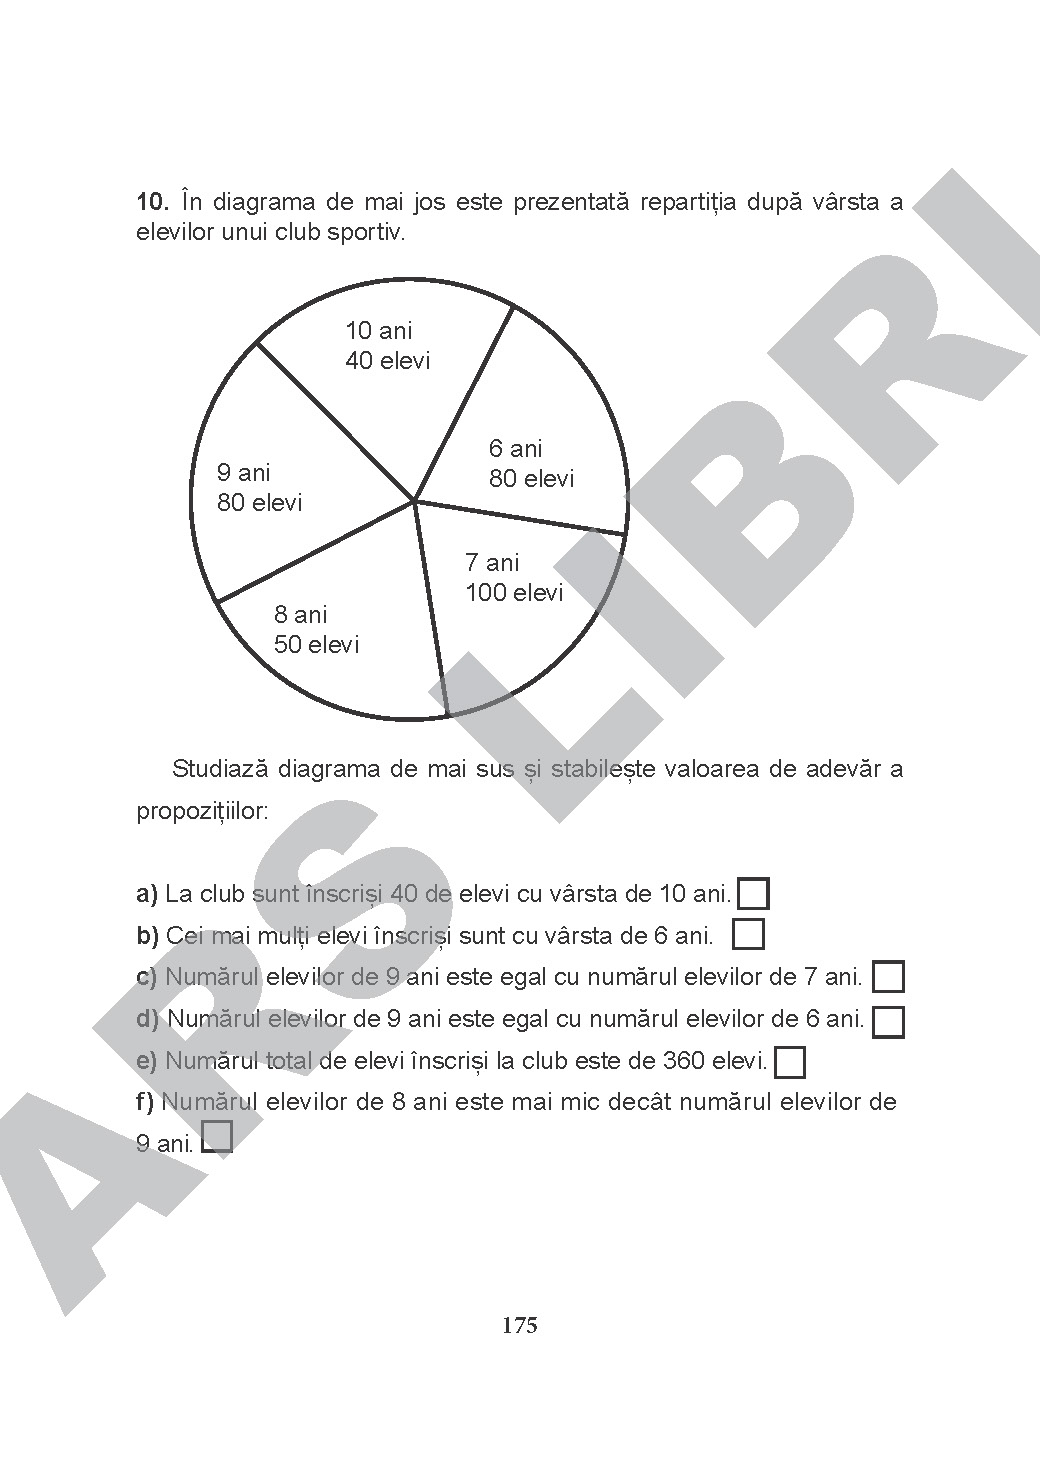 10. În diagrama de mai jos este prezentată repartiția după vârsta a
elevilor unui club sportiv.
10 ani
40 elevi
6 ani
80 elevi
9 ani
80 elevi
7 ani
100 elevi
8 ani
50 elevi
Studiază diagrama de mai sus și stabilește valoarea de adevăr a
propozițiilor:
a) La club sunt înscriși 40 de elevi cu vârsta de 10 ani.
b) Cei mai mulți elevi înscriși sunt cu vârsta de 6 ani.
c) Numărul elevilor de 9 ani este egal cu numărul elevilor de 7 ani.
d) Numărul elevilor de 9 ani este egal cu numărul elevilor de 6 ani.
e) Numărul total de elevi înscriși la club este de 360 elevi.
f) Numărul elevilor de 8 ani este mai mic decât numărul elevilor de
9 ani.
175
ARS LIBRI